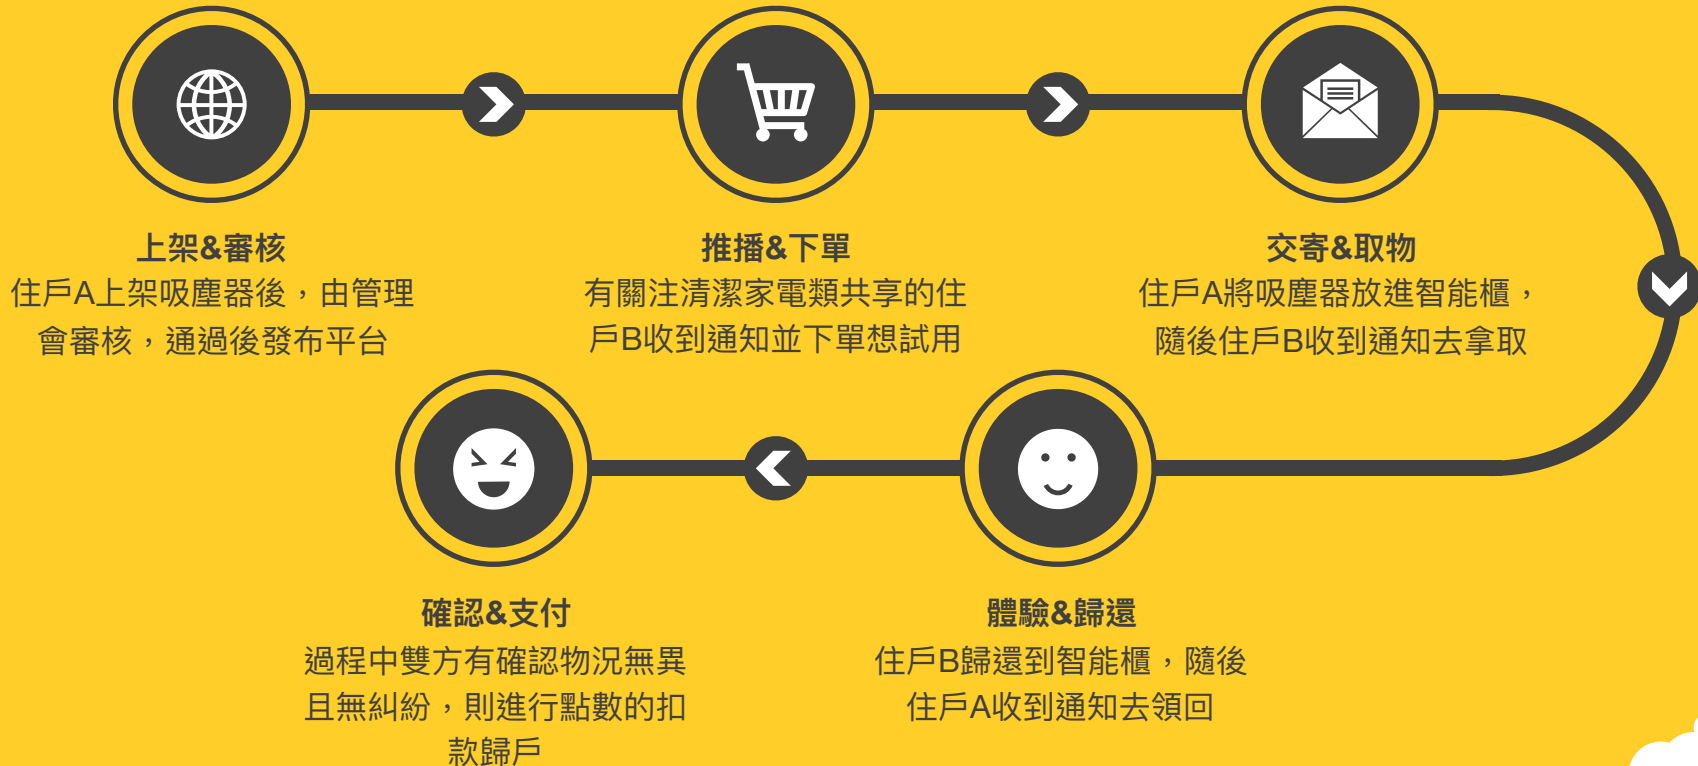 上架&審核
住戶A上架吸塵器後，由管理
會審核，通過後發布平台
推播&下單
有關注清潔家電類共享的住
戶B收到通知並下單想試用
交寄&取物
住戶A將吸塵器放進智能櫃，
隨後住戶B收到通知去拿取
體驗&歸還
住戶B歸還到智能櫃，隨後
住戶A收到通知去領回
確認&支付
過程中雙方有確認物況無異
且無糾紛，則進行點數的扣
款歸戶